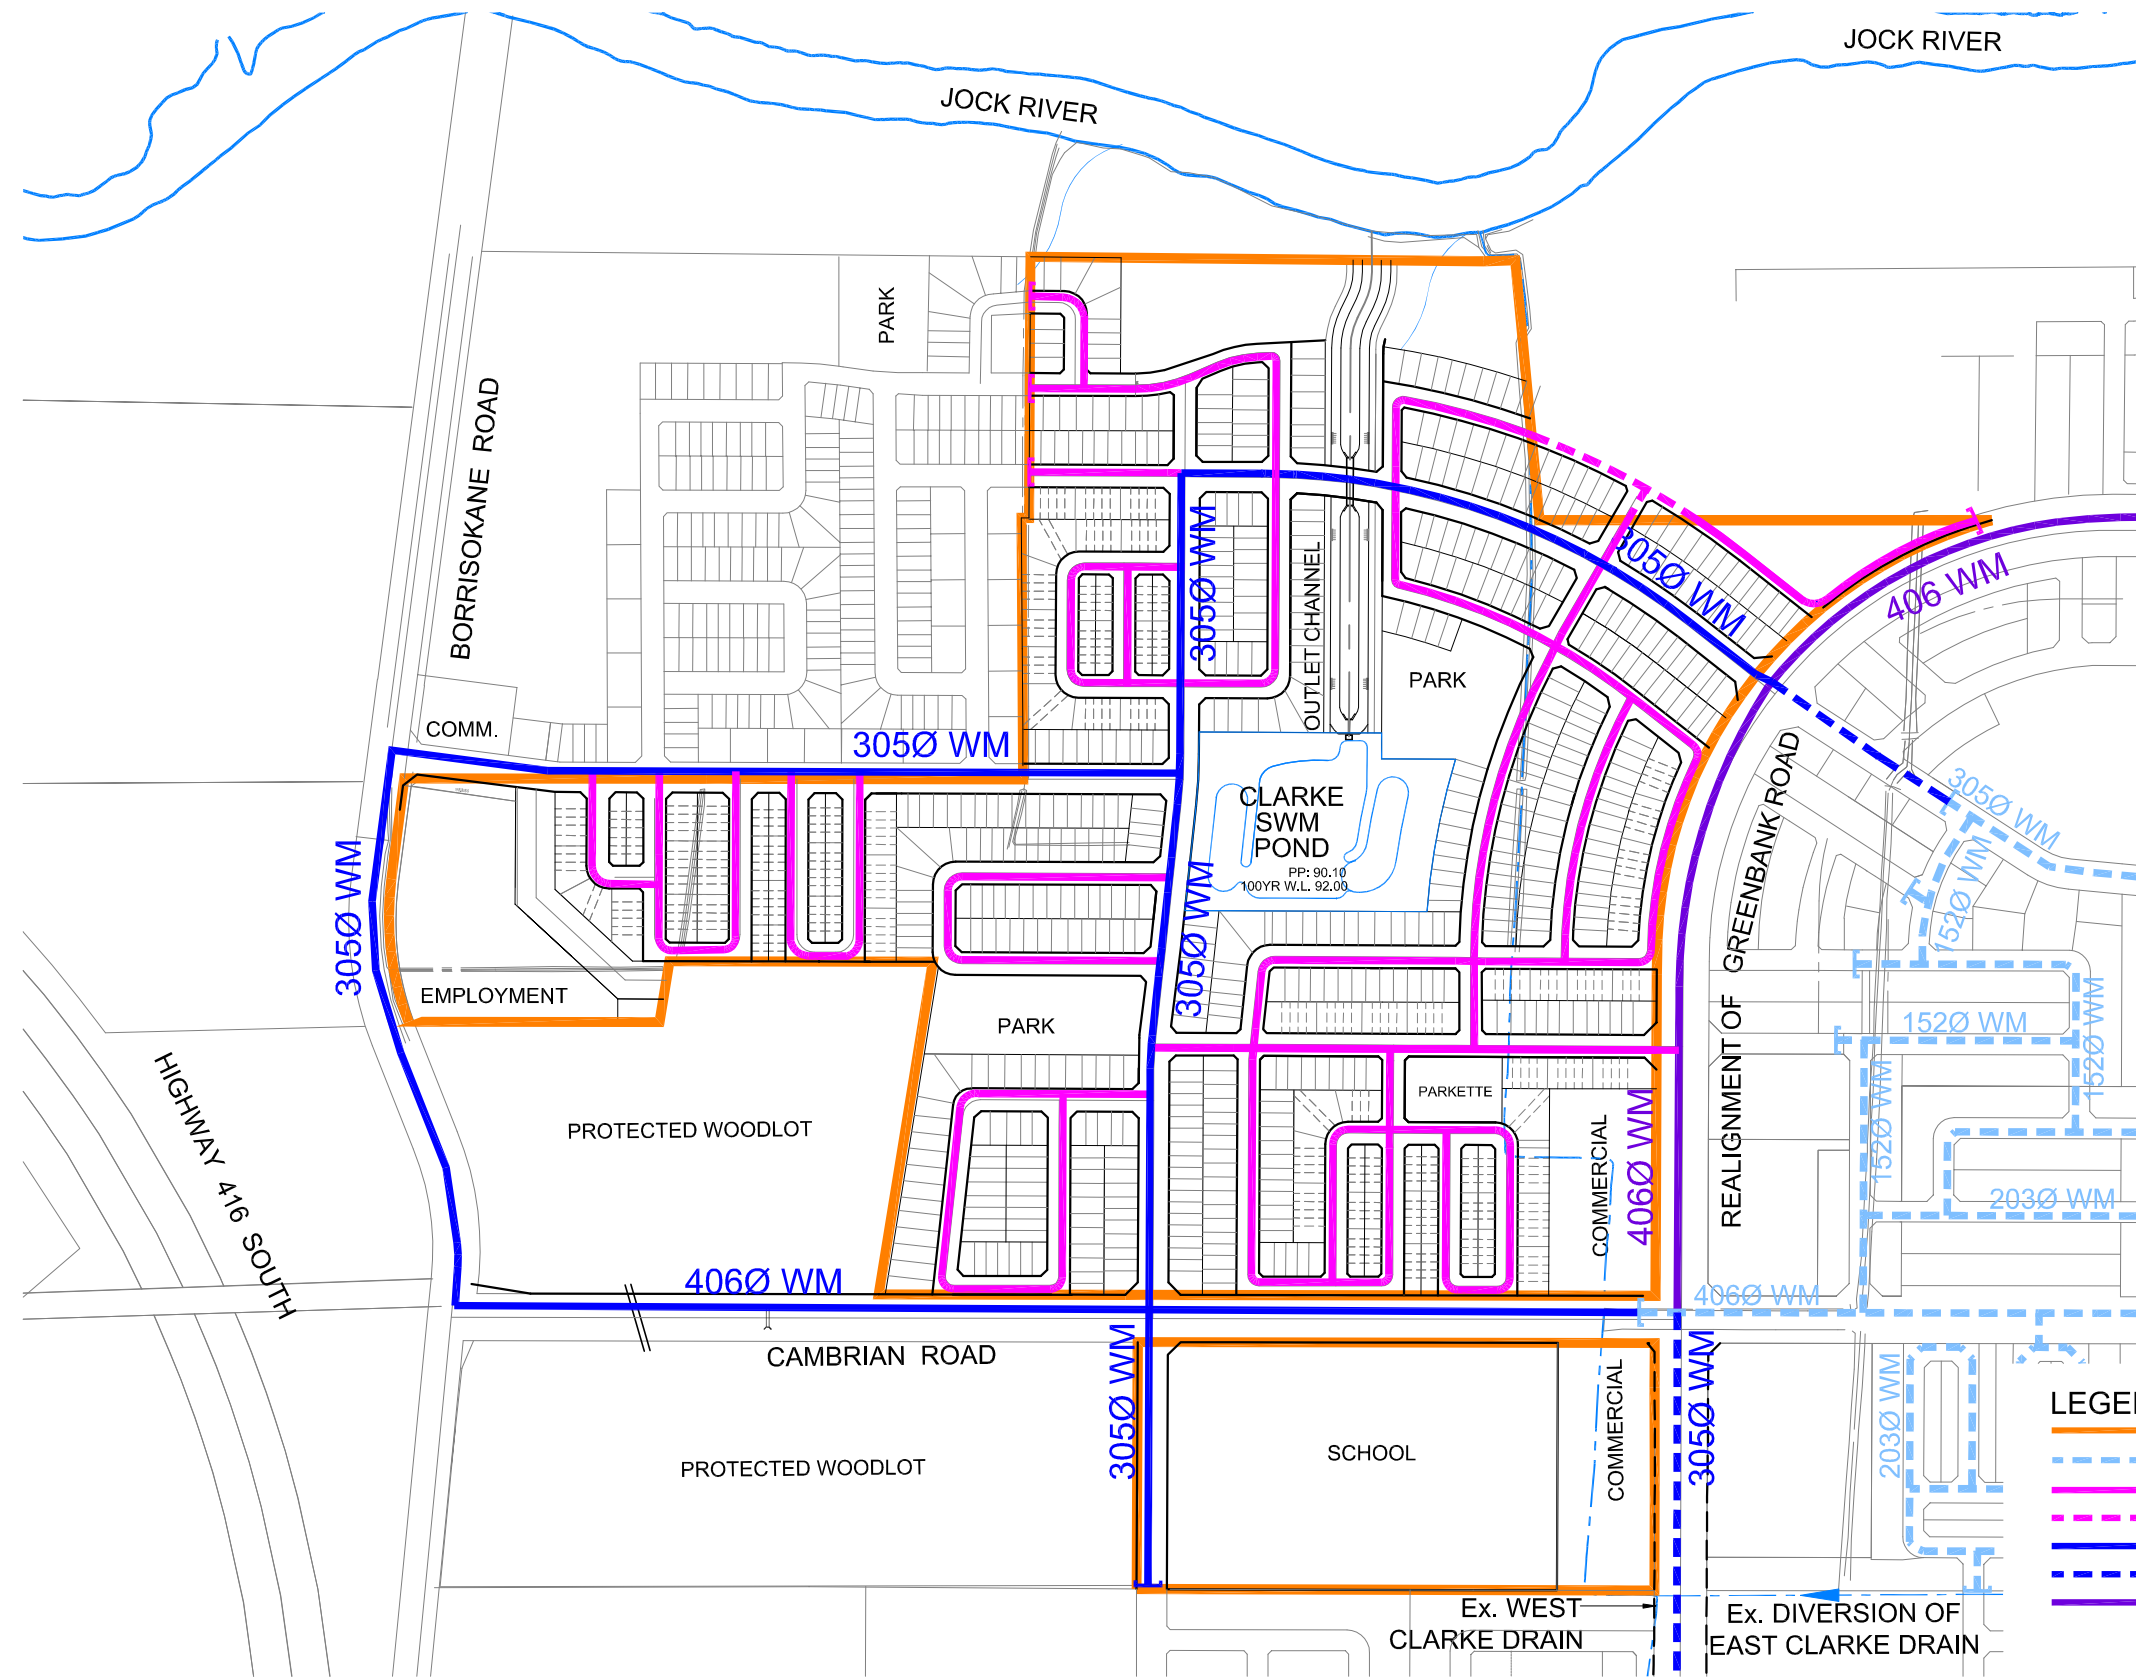 JOCK RIVER
JOCK RIVER
PARK
BORRISOKANE ROAD
305Ø WM
305Ø WM
406 WM
OUTLET CHANNEL
PARK
COMM.
305Ø WM
CLARKE
SWM
POND
PP: 90.10
100YR W.L. 92.00
GREENBANK ROAD
REALIGNMENT OF
305Ø WM
152Ø WM
305Ø WM
305Ø WM
EMPLOYMENT
PARK
152Ø WM
152Ø WM
152Ø WM
HIGHWAY 416 SOUTH
PROTECTED WOODLOT
PARKETTE
COMMERCIAL
406Ø WM
203Ø WM
406Ø WM
406Ø WM
CAMBRIAN ROAD
305Ø WM
305Ø WM
203Ø WM
COMMERCIAL
SCHOOL
PROTECTED WOODLOT
LEGE
Ex. WEST
CLARKE DRAIN
Ex. DIVERSION OF
EAST CLARKE DRAIN